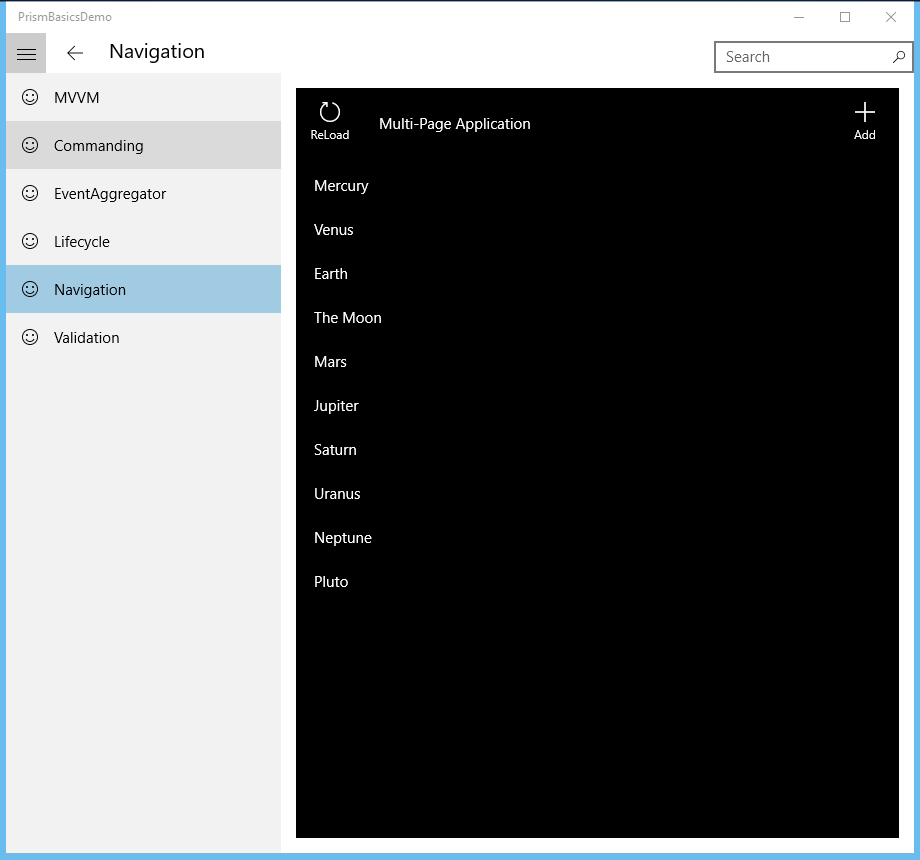 PrismBasicsDemo
Navigation
Search
MVVM
Commanding
EventAggregator
Lifecycle
Navigation
Validation
ReLoad
Multi-Page Application
Add
Mercury
Venus
Earth
The Moon
Mars
Jupiter
Saturn
Uranus
Neptune
Pluto